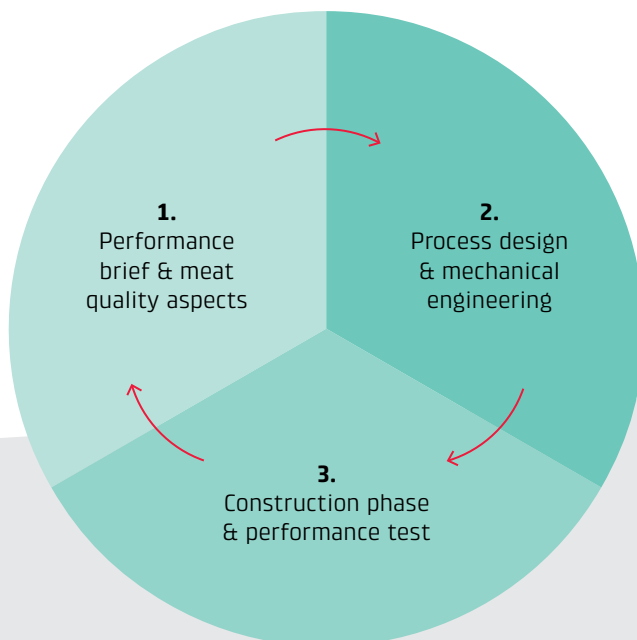 1.
Performance
brief & meat
quality aspects
2.
Process design
& mechanical
engineering
3.
Construction phase
& performance test